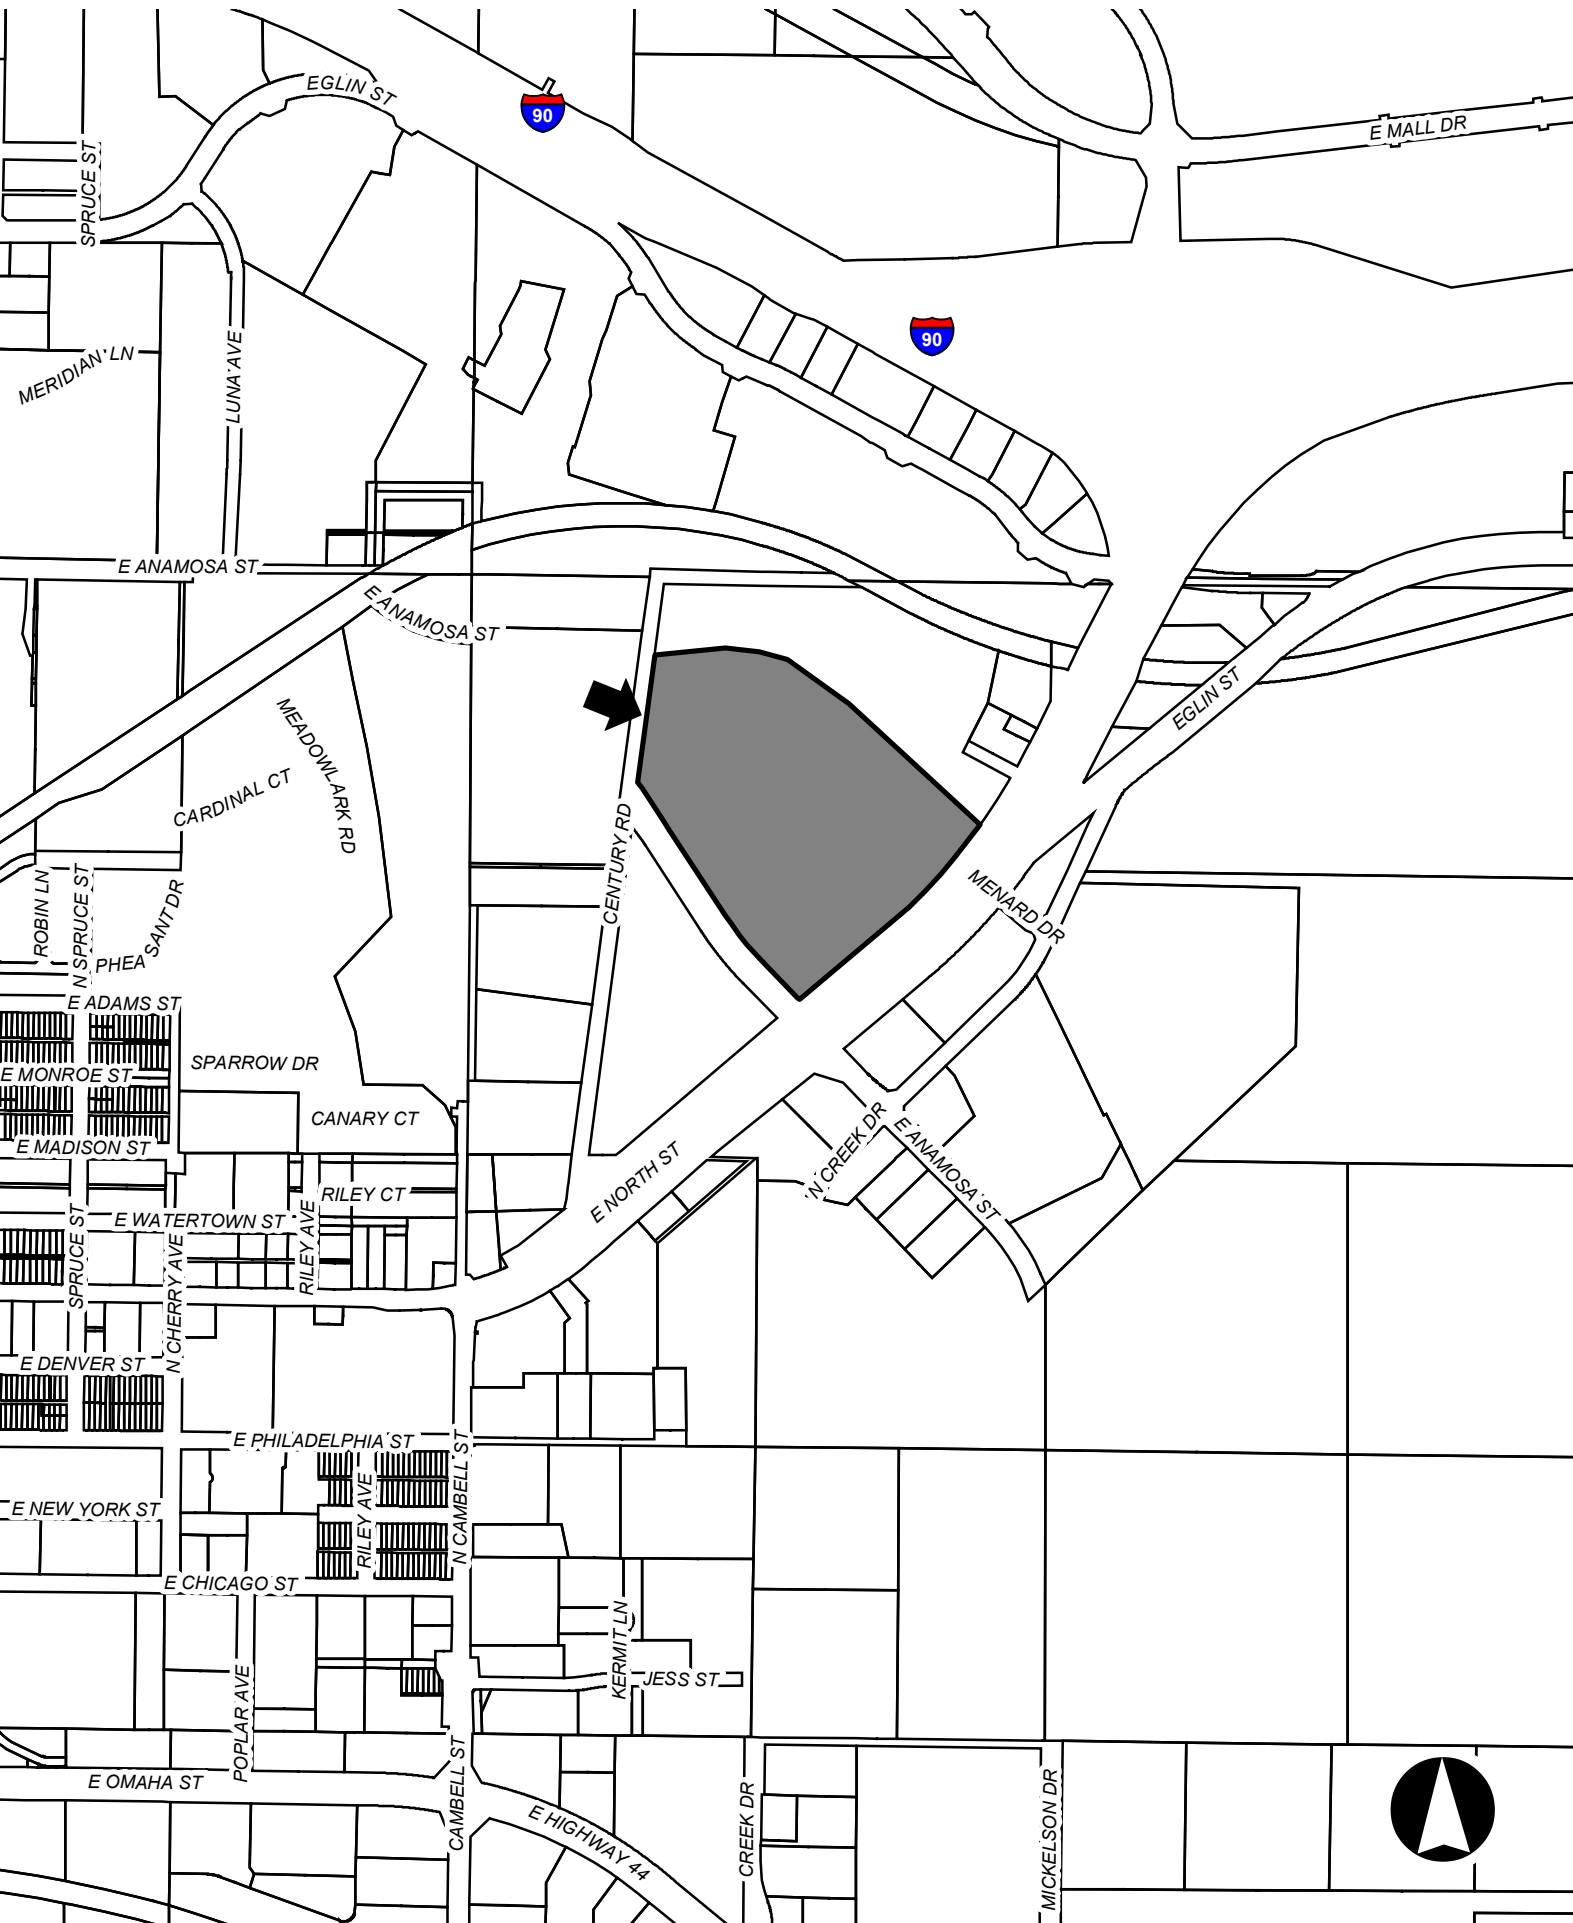 EGLIN ST
90
E MALL DR
SPRUCE ST
90
LUNA AVE
MERIDIAN LN
E ANAMOSA ST
E ANAMOSA ST
EGLIN ST
MEADOWLARK RD
CARDINAL CT
CENTURY RD
ROBIN LN
N SPRUCE ST
PHEASANT DR
MENARD DR
E ADAMS ST
SPARROW DR
E MONROE ST
CANARY CT
E MADISON ST
N CREEK DR
E ANAMOSA ST
E NORTH ST
RILEY CT
E WATERTOWN ST
RILEY AVE
SPRUCE ST
N CHERRY AVE
E DENVER ST
E PHILADELPHIA ST
N CAMBELL ST
RILEY AVE
E NEW YORK ST
E CHICAGO ST
KERMIT LN
JESS ST
POPLAR AVE
E OMAHA ST
CAMBELL ST
E HIGHWAY 44
CREEK DR
MICKELSON DR